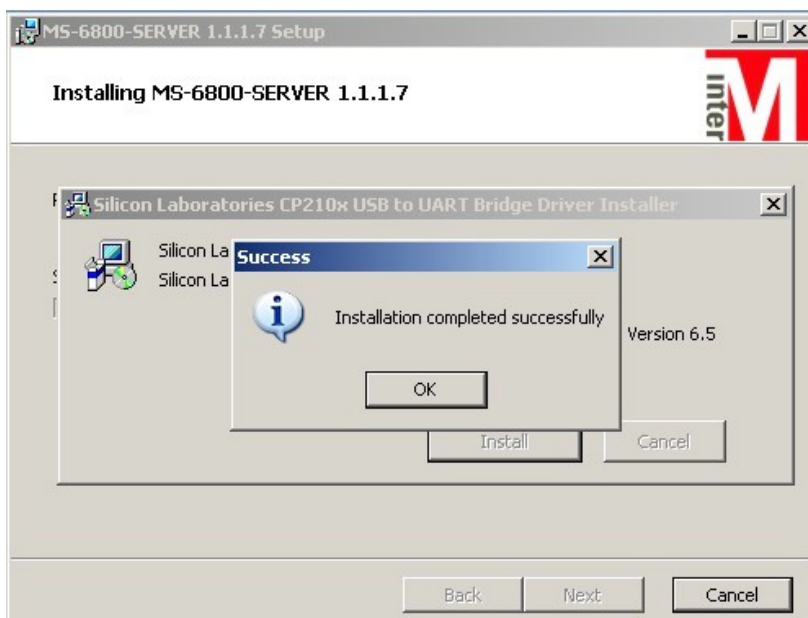 MS-6800-SERVER 1.1.1.7 Setup
Installing MS-6800-SERVER 1.1.1.7
inter M
Silicon Laboratories CP210x USB to UART Bridge Driver Installer
Silicon La
Silicon La
Success
Installation completed successfully
Version 6.5
OK
Install
Cancel
Back
Next
Cancel